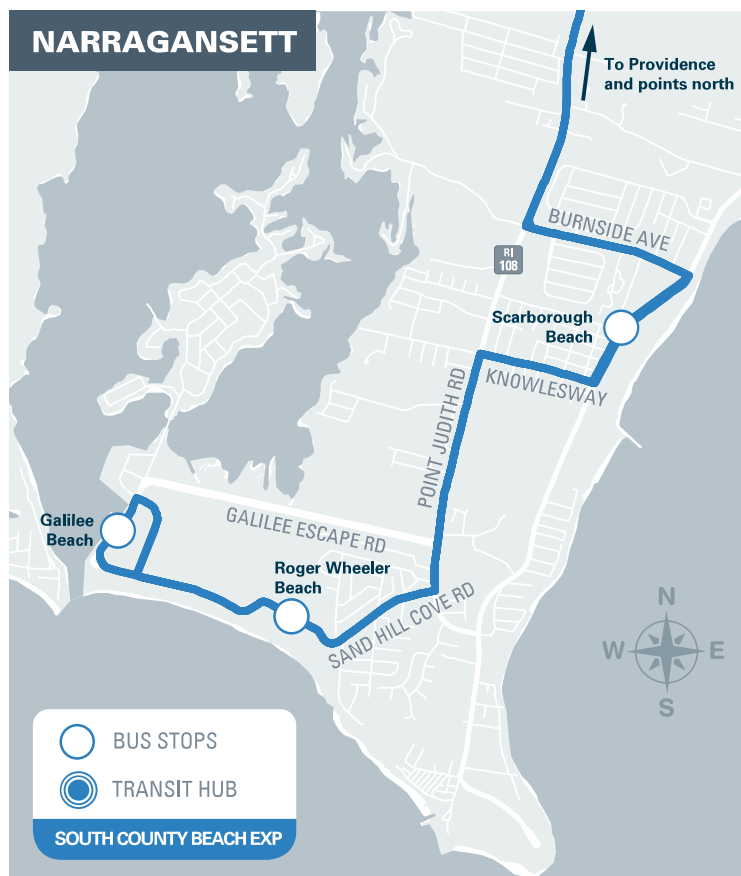 NARRAGANSETT
To Providence
and points north
BURNSIDE AVE
RI
108
Scarborough
Beach
KNOWLESWAY
POINT JUDITH RD
GALILEE ESCAPE RD
Galilee
Beach
Roger Wheeler
Beach
SAND HILL COVE RD
N
W
E
S
BUS STOPS
TRANSIT HUB
SOUTH COUNTY BEACH EXP